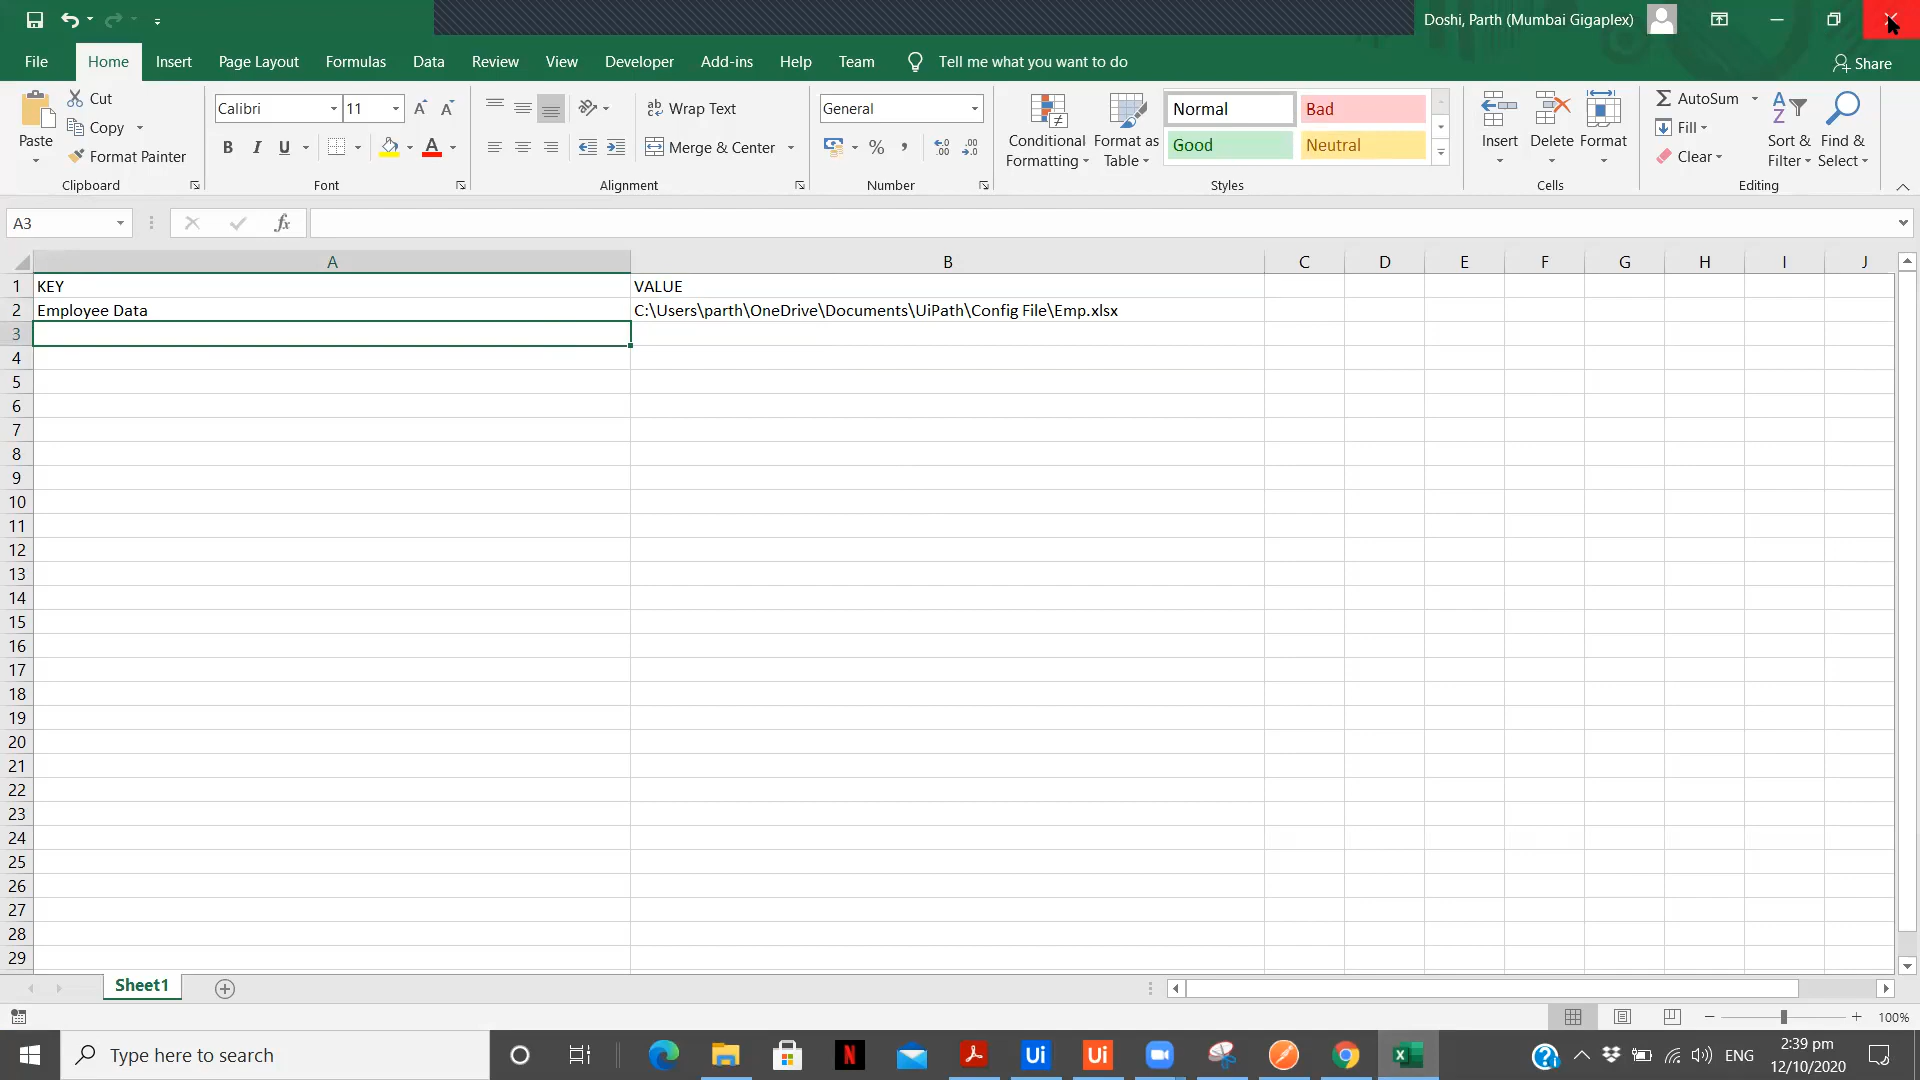 Doshi, Parth (Mumbai Gigaplex)
File Home Insert Page Layout Formulas Data Review View Developer Add-ins Help Team Tell me what you want to do Share
Paste
Cut
Copy
Format Painter
Clipboard
Calibri 11
B I U
Font
Wrap Text
Merge & Center
Alignment
General
Number
Conditional Formatting
Format as Table
Normal Bad
Good Neutral
Styles
Insert Delete Format
Cells
AutoSum
Fill
Clear
Sort & Filter
Find & Select
Editing
A3 fx
A B C D E F G H I J
1 KEY VALUE
2 Employee Data C:\Users\parth\OneDrive\Documents\UiPath\Config File\Emp.xlsx
3
4
5
6
7
8
9
10
11
12
13
14
15
16
17
18
19
20
21
22
23
24
25
26
27
28
29
Sheet1
100%
Type here to search
Ui
Ui
ENG
2:39 pm
12/10/2020